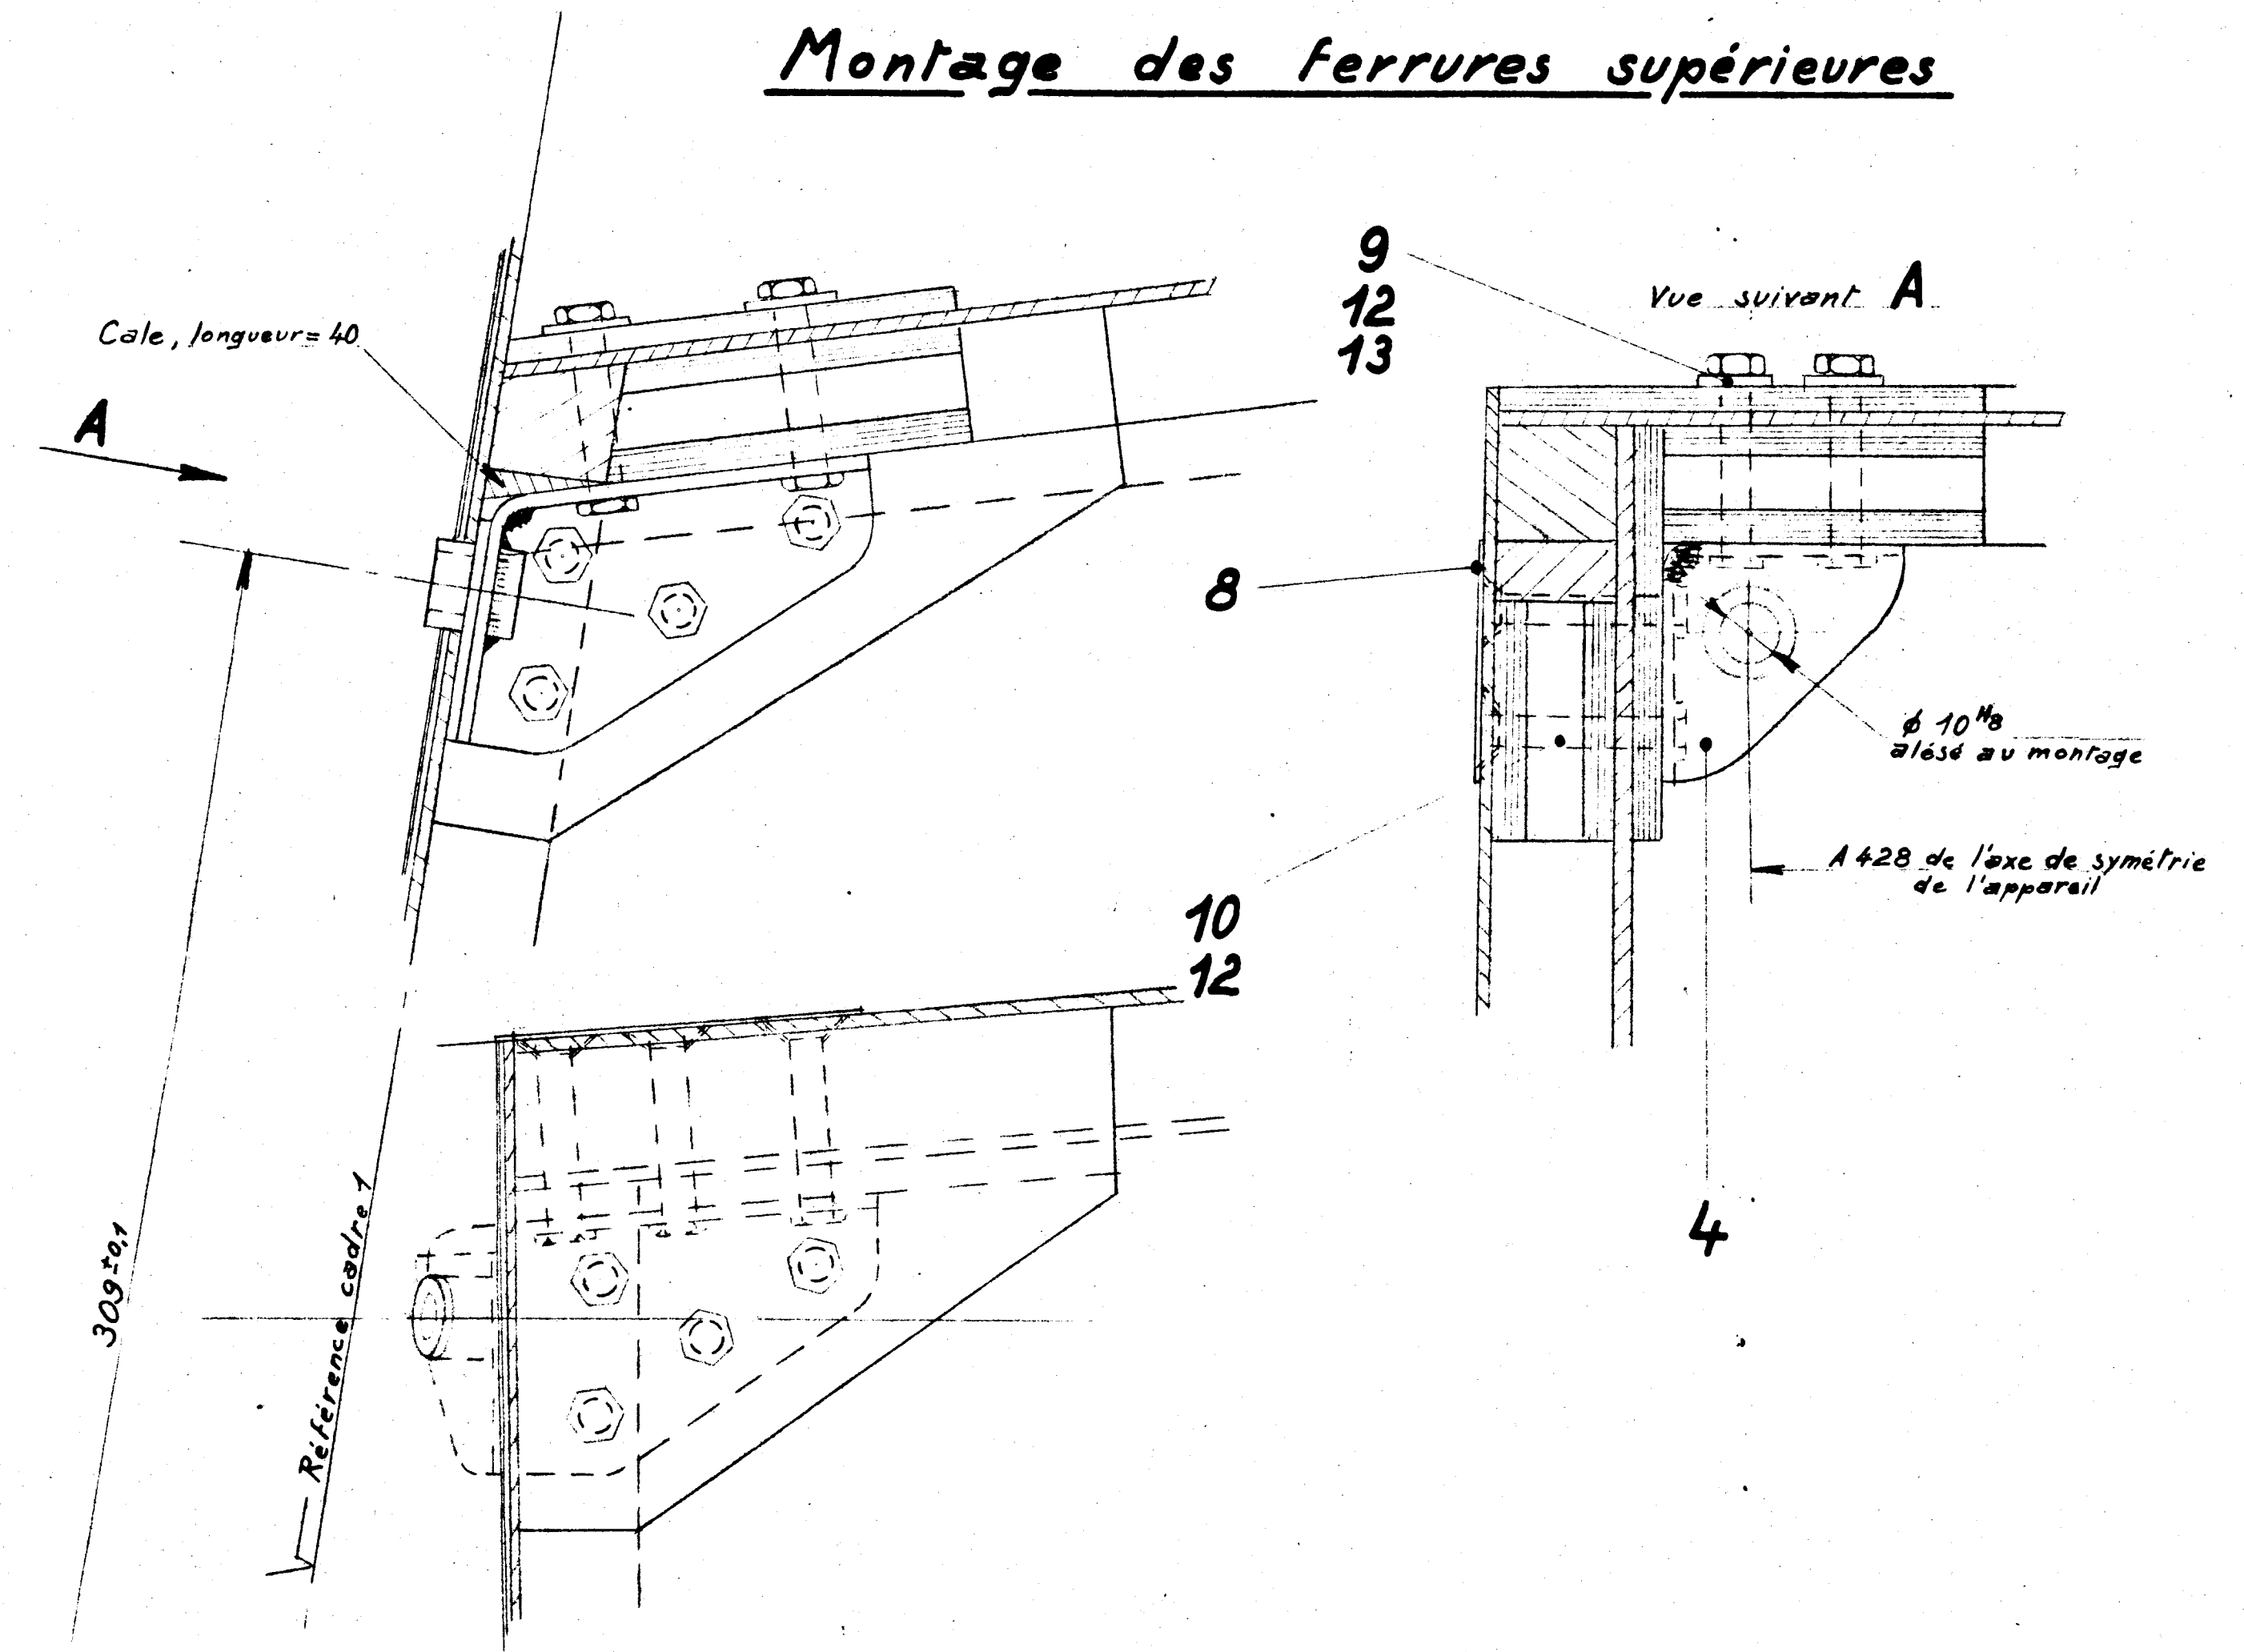 Montage des ferrures supérieures
Cale, longueur = 40
A
9
12
13
Vue suivant A
8
ϕ 10 H8
alésé au montage
A 428 de l'axe de symétrie
de l'appareil
10
12
4
309 ±0,1
Référence cadre 1